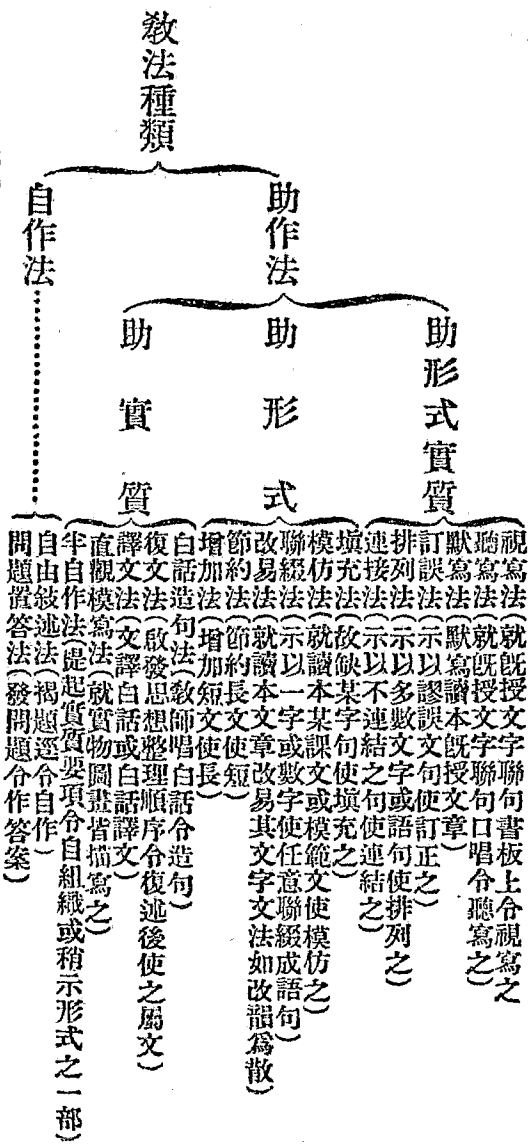 教法種類
助作法
助形式實質
視寫法(就旣授文字聯句書板上令視寫之
聽寫法(就旣授文字聯句口唱令聽寫之)
默寫法(默寫讀本旣授文章)
訂誤法(示以謬誤文句使訂正之)
排列法(示以多數文字或語句使排列之)
連接法(示以不連結之句使連結之)
助形式
填充法(故缺某字句使填充之)
模仿法(就讀本某課文或模範文使模仿之)
聯綴法(示以一字或數字使任意聯綴成語句)
改易法(就讀本文章改易其文字文法如改韻爲散)
節約法(節約長文使短)
增加法(增加短文使長)
助實質
白話造句法(敎師唱白話令造句)
復文法(啟發思想整理順序令復述後使之屬文)
譯文法(文譯白話或白話譯文)
直觀模寫法(就實物圖畫皆描寫之)
半自作法(提起實質要項令自組織或稍示形式之一部)
自作法
自由敍述法(揭題逕令自作)
問題置答法(發問題令作答案)